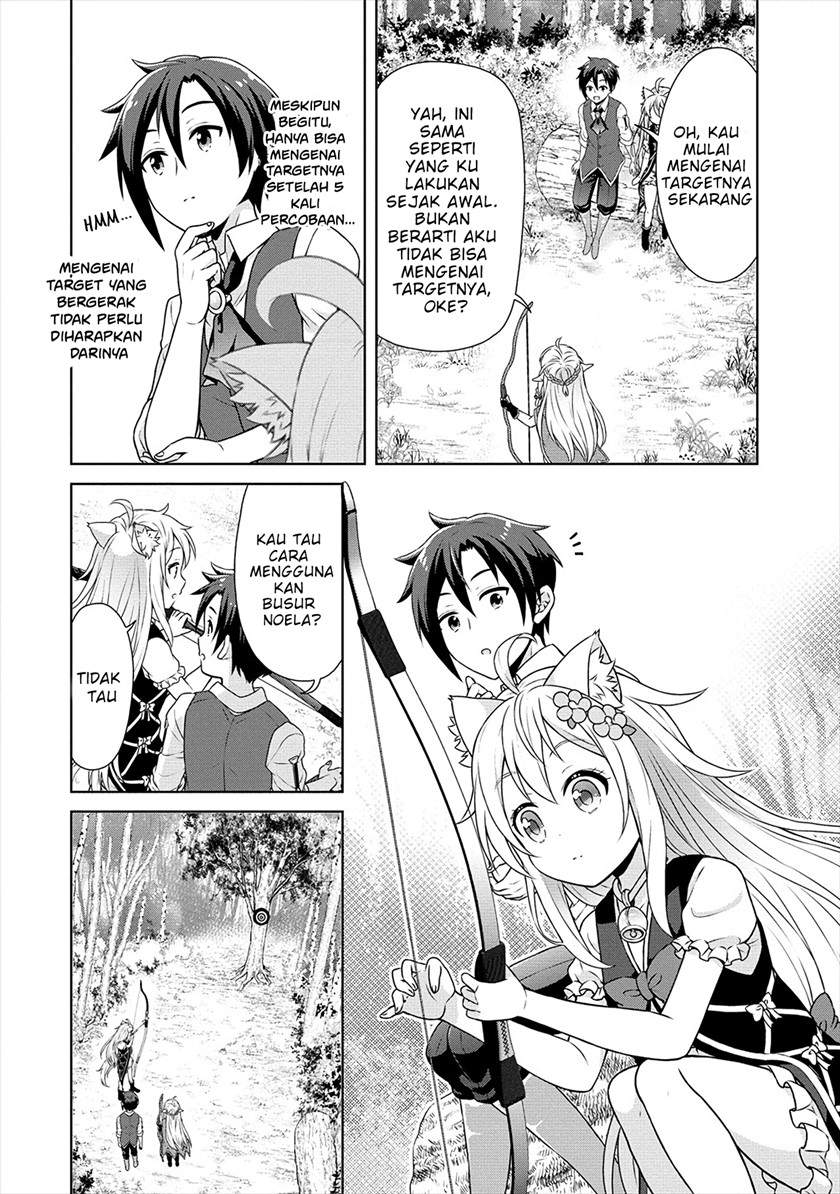 OH, KAU
MULAI
MENGENAI
TARGETNYA
SEKARANG
YAH, INI
SAMA
SEPERTI
YANG KU
LAKUKAN
SEJAK AWAL.
BUKAN
BERARTI AKU
TIDAK BISA
MENGENAI
TARGETNYA,
OKE?
MESKIPUN
BEGITU,
HANYA BISA
MENGENAI
TARGETNYA
SETELAH 5
KALI
PERCOBAAN...
HMM...
MENGENAI
TARGET YANG
BERGERAK
TIDAK PERLU
DIHARAPKAN
DARINYA
KAU TAU
CARA
MENGGUNA
KAN
BUSUR
NOELA?
TIDAK
TAU